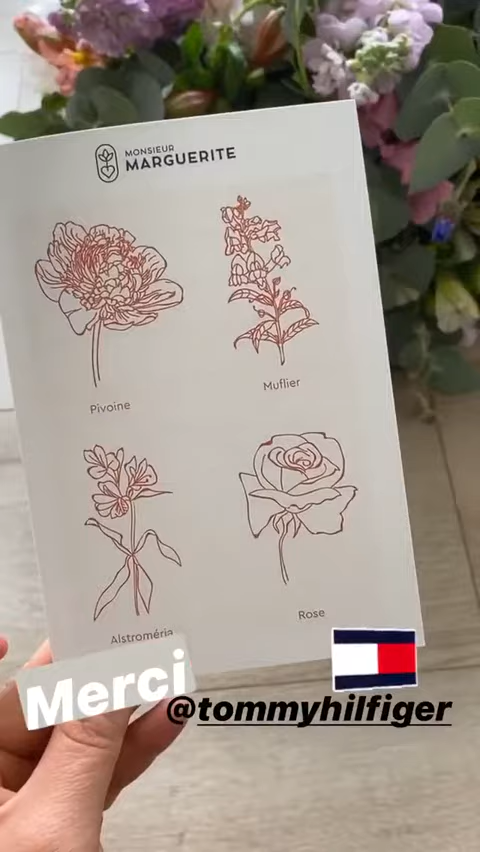 MONSIEUR
MARGUERITE
Pivoine
Muflier
Alstroméria
Rose
Merci
@tommyhilfiger